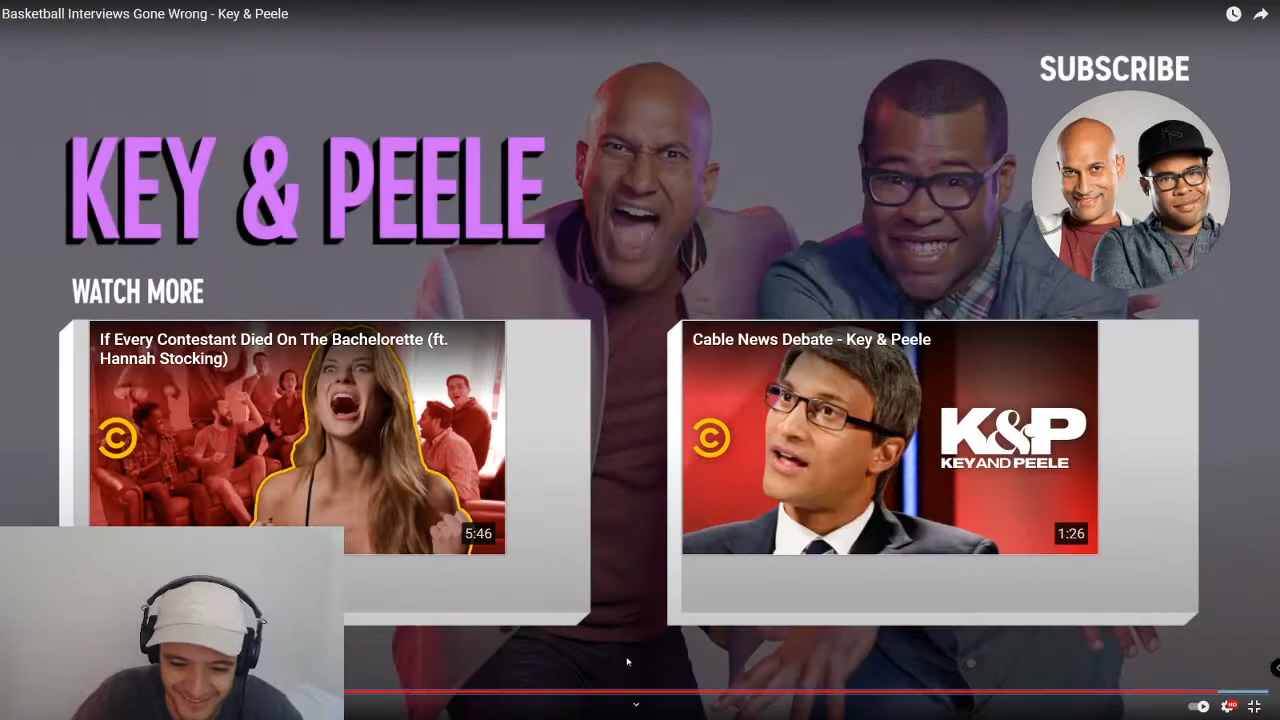 Basketball Interviews Gone Wrong - Key & Peele
SUBSCRIBE
KEY & PEELE
WATCH MORE
If Every Contestant Died On The Bachelorette (ft.
Hannah Stocking)
5:46
Cable News Debate - Key & Peele
K&P
KEY AND PEELE
1:26
HD